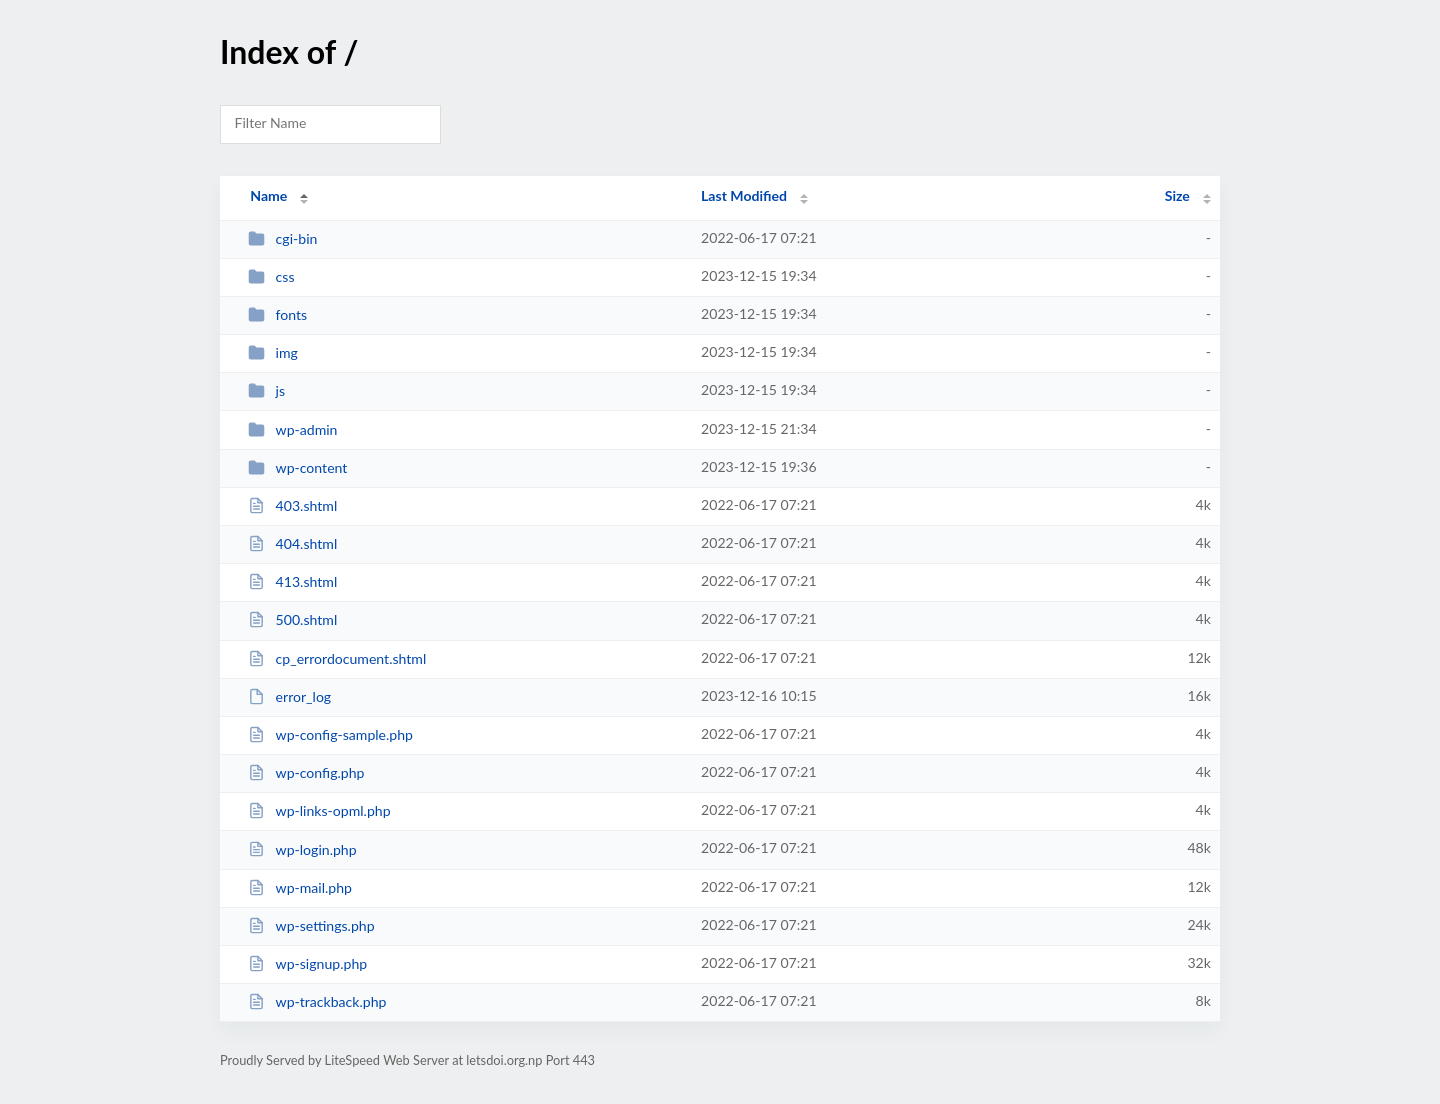 Index of /
Filter Name
Name Last Modified Size
cgi-bin 2022-06-17 07:21 -
css 2023-12-15 19:34 -
fonts 2023-12-15 19:34 -
img 2023-12-15 19:34 -
js 2023-12-15 19:34 -
wp-admin 2023-12-15 21:34 -
wp-content 2023-12-15 19:36 -
403.shtml 2022-06-17 07:21 4k
404.shtml 2022-06-17 07:21 4k
413.shtml 2022-06-17 07:21 4k
500.shtml 2022-06-17 07:21 4k
cp_errordocument.shtml 2022-06-17 07:21 12k
error_log 2023-12-16 10:15 16k
wp-config-sample.php 2022-06-17 07:21 4k
wp-config.php 2022-06-17 07:21 4k
wp-links-opml.php 2022-06-17 07:21 4k
wp-login.php 2022-06-17 07:21 48k
wp-mail.php 2022-06-17 07:21 12k
wp-settings.php 2022-06-17 07:21 24k
wp-signup.php 2022-06-17 07:21 32k
wp-trackback.php 2022-06-17 07:21 8k
Proudly Served by LiteSpeed Web Server at letsdoi.org.np Port 443